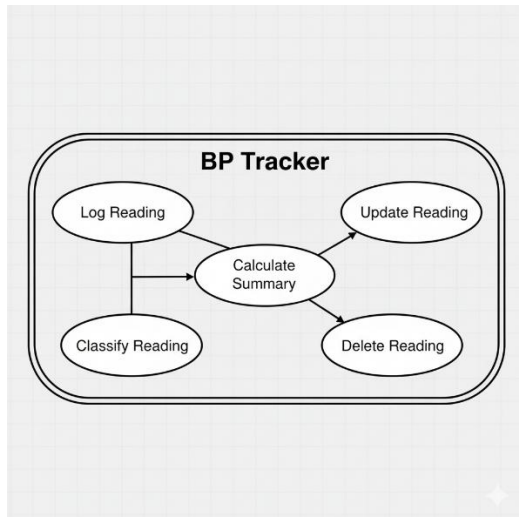 BP Tracker
Log Reading
Update Reading
Calculate
Summary
Classify Reading
Delete Reading